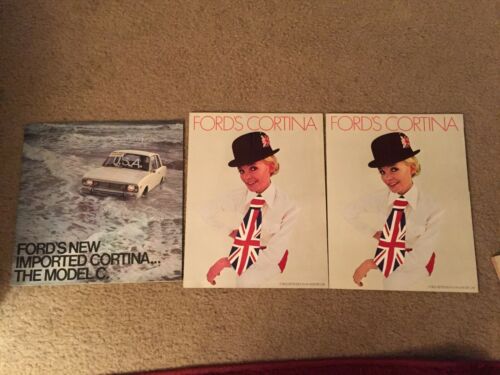 U.S.A.
FORD'S NEW
IMPORTED CORTINA...
THE MODEL C.
FORD'S CORTINA
FORD'S CORTINA